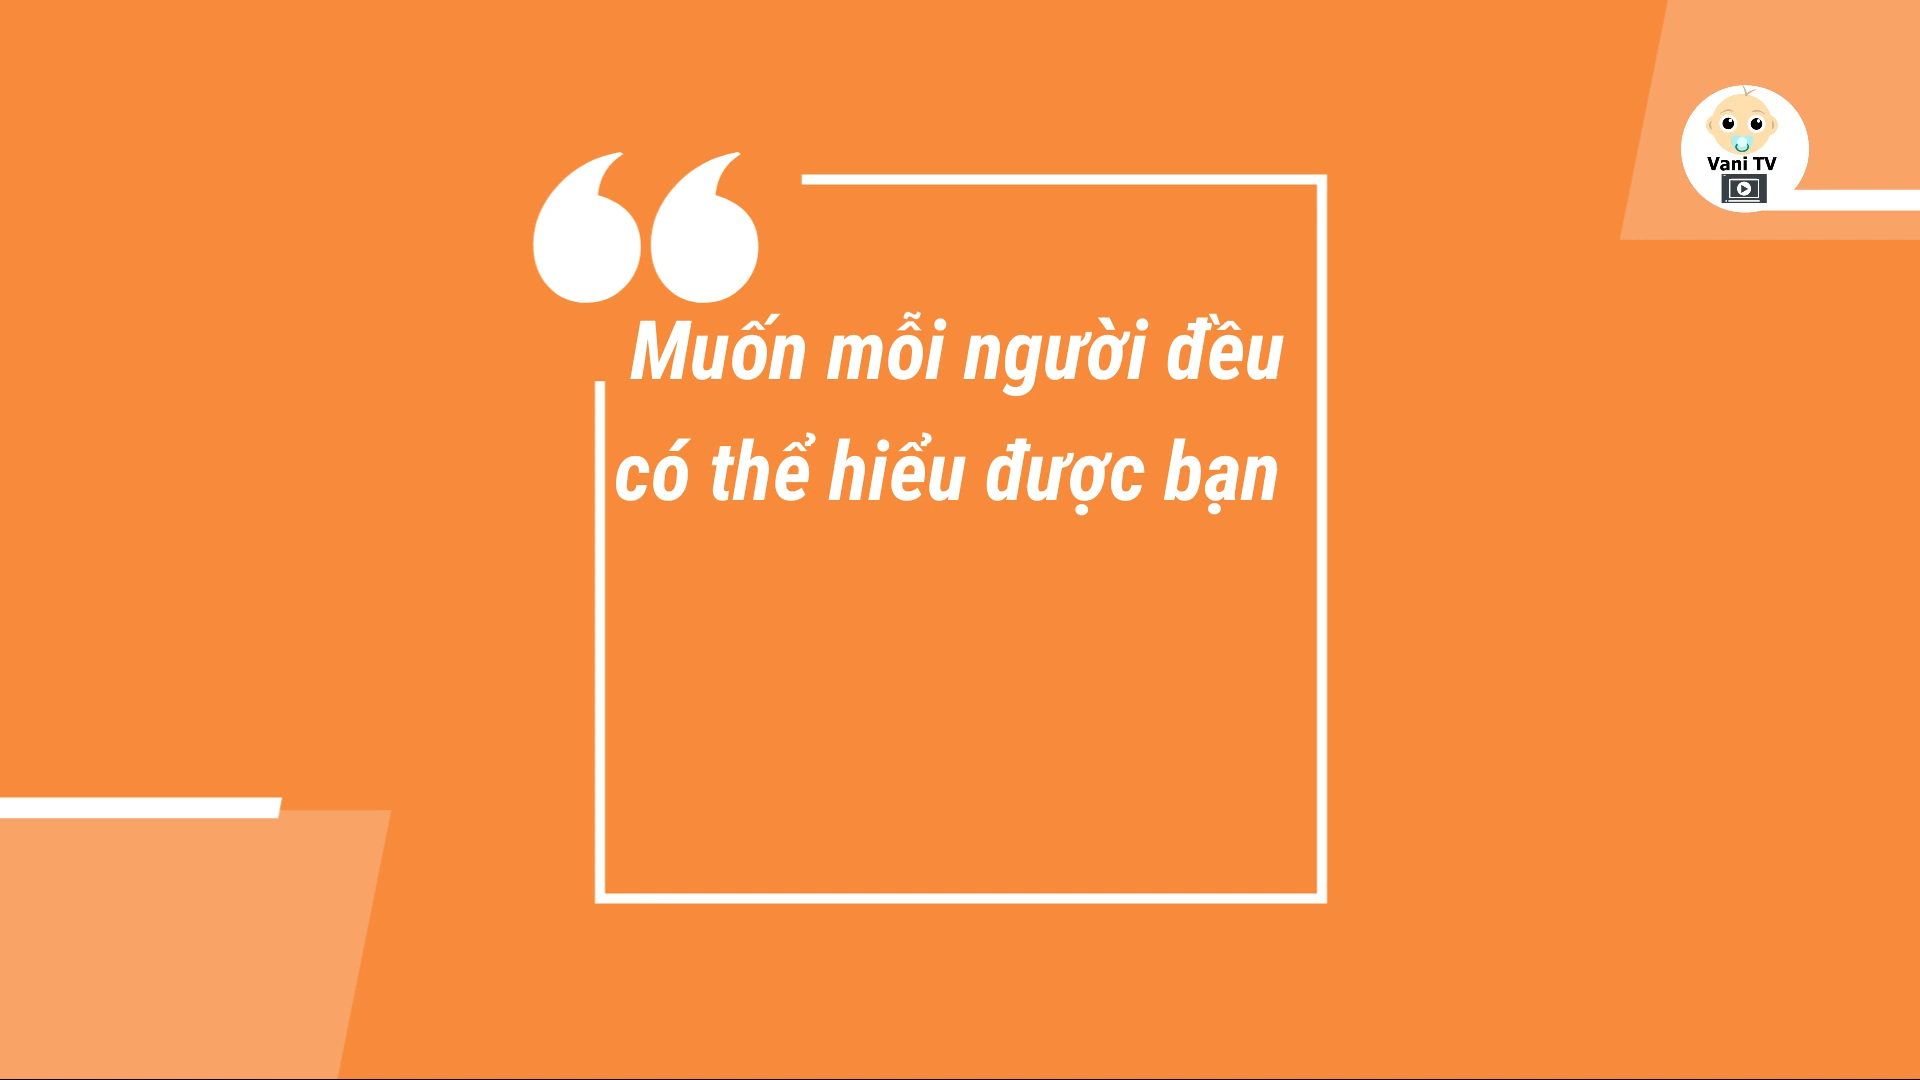 Vani TV
Muốn mỗi người đều
có thể hiểu được bạn